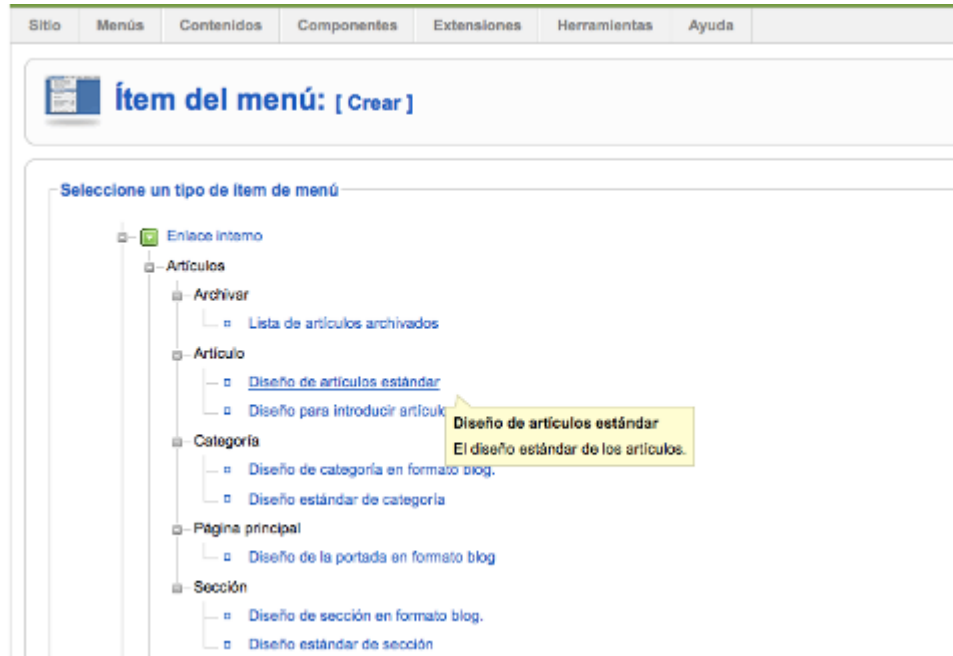 Sitio Menús Contenidos Componentes Extensiones Herramientas Ayuda
Ítem del menú: [ Crear ]
Seleccione un tipo de ítem de menú
Enlace interno
Artículos
Archivar
Lista de artículos archivados
Artículo
Diseño de artículos estándar
Diseño para introducir artículo
Diseño de artículos estándar
El diseño estándar de los artículos.
Categoría
Diseño de categoría en formato blog.
Diseño estándar de categoría
Página principal
Diseño de la portada en formato blog
Sección
Diseño de sección en formato blog.
Diseño estándar de sección